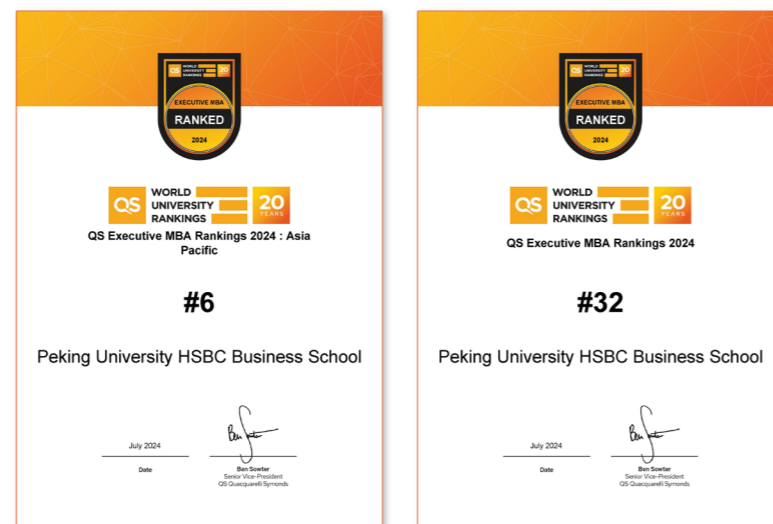 QS WORLD UNIVERSITY RANKINGS 20
EXECUTIVE MBA
RANKED
2024
QS WORLD UNIVERSITY RANKINGS 20 YEARS
QS Executive MBA Rankings 2024 : Asia
Pacific
#6
Peking University HSBC Business School
July 2024
Date
Ben Sowter
Senior Vice-President
QS Quacquarelli Symonds
QS WORLD UNIVERSITY RANKINGS 20
EXECUTIVE MBA
RANKED
2024
QS WORLD UNIVERSITY RANKINGS 20 YEARS
QS Executive MBA Rankings 2024
#32
Peking University HSBC Business School
July 2024
Date
Ben Sowter
Senior Vice-President
QS Quacquarelli Symonds